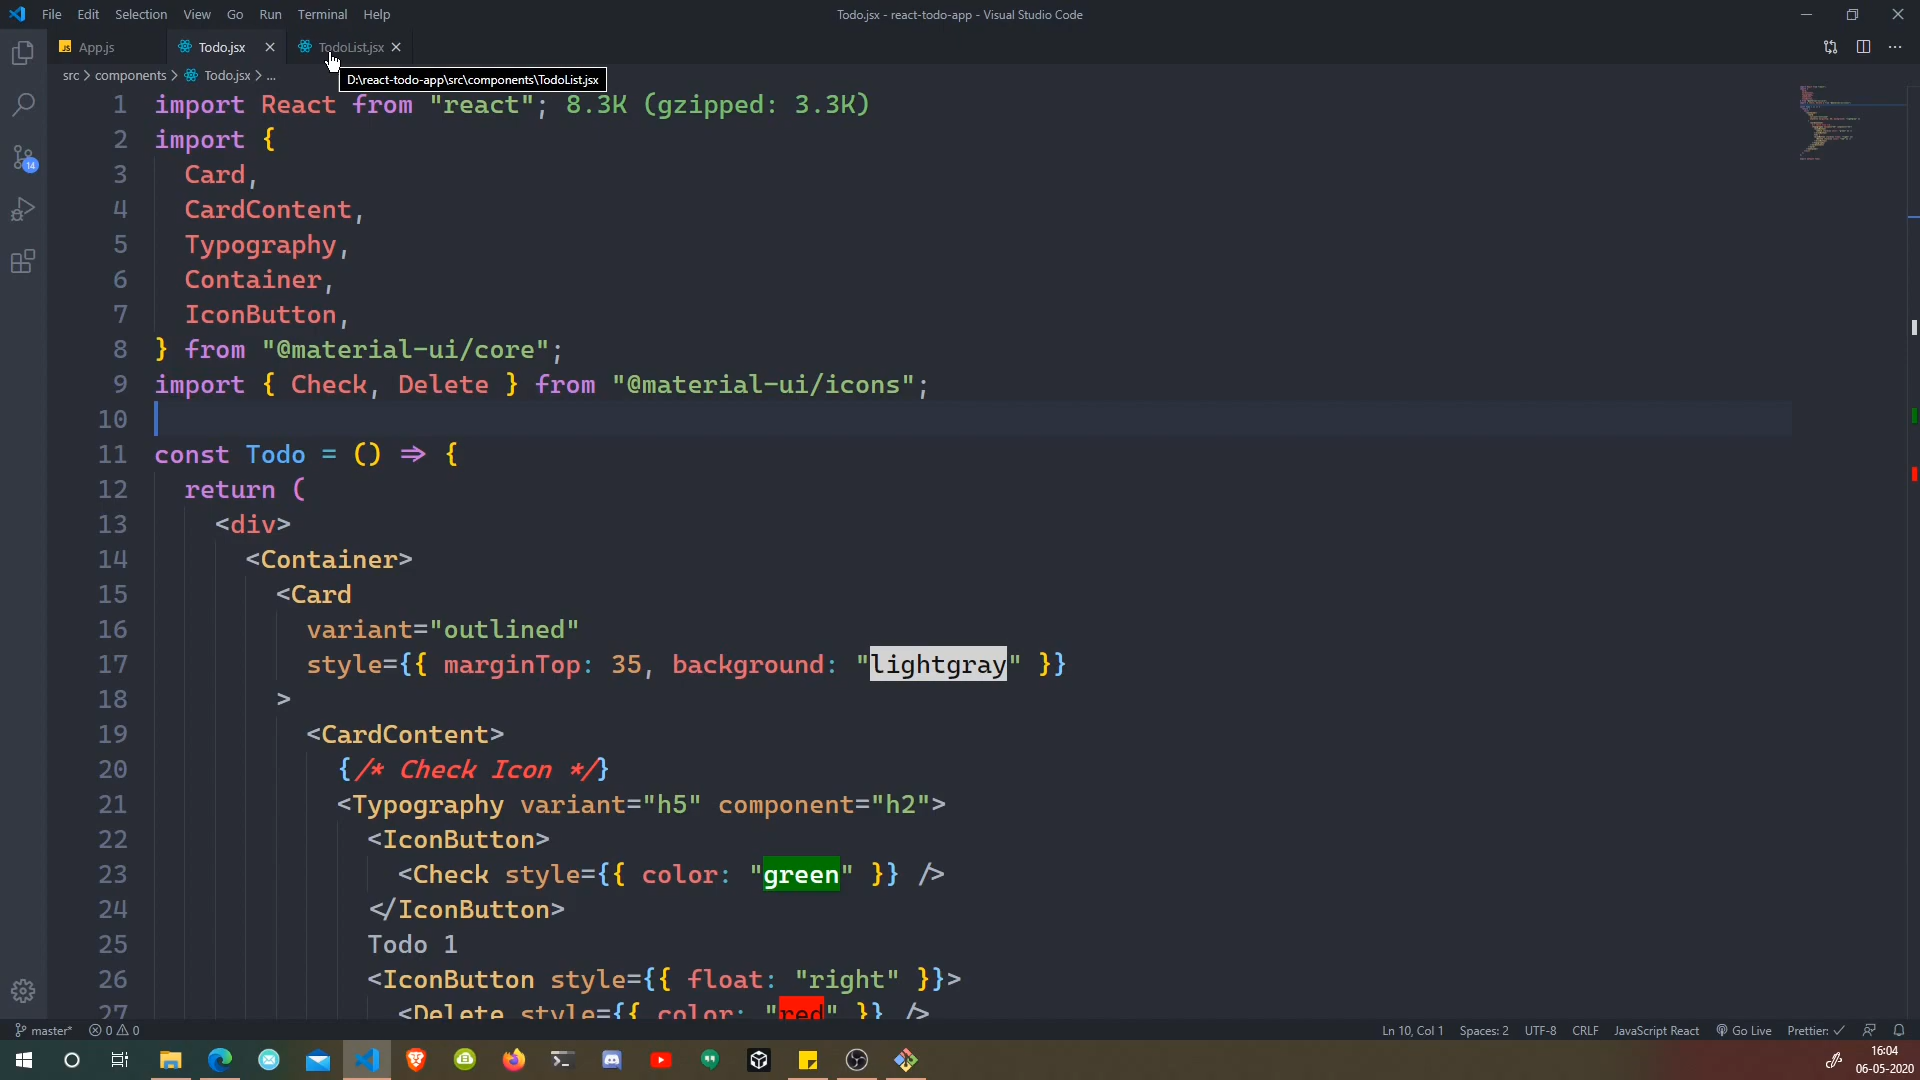 File Edit Selection View Go Run Terminal Help
Todo.jsx - react-todo-app - Visual Studio Code
JS App.js Todo.jsx TodoList.jsx
src > components > Todo.jsx > ...
D:\react-todo-app\src\components\TodoList.jsx
1 import React from "react"; 8.3K (gzipped: 3.3K)
2 import {
3 Card,
4 CardContent,
5 Typography,
6 Container,
7 IconButton,
8 } from "@material-ui/core";
9 import { Check, Delete } from "@material-ui/icons";
10
11 const Todo = () => {
12 return (
13 <div>
14 <Container>
15 <Card
16 variant="outlined"
17 style={{ marginTop: 35, background: "lightgray" }}
18 >
19 <CardContent>
20 {/* Check Icon */}
21 <Typography variant="h5" component="h2">
22 <IconButton>
23 <Check style={{ color: "green" }} />
24 </IconButton>
25 Todo 1
26 <IconButton style={{ float: "right" }}>
27 <Delete style={{ color: "red" }} />
14
master* 0 0
Ln 10, Col 1 Spaces: 2 UTF-8 CRLF JavaScript React Go Live Prettier: ✓
16:04
06-05-2020